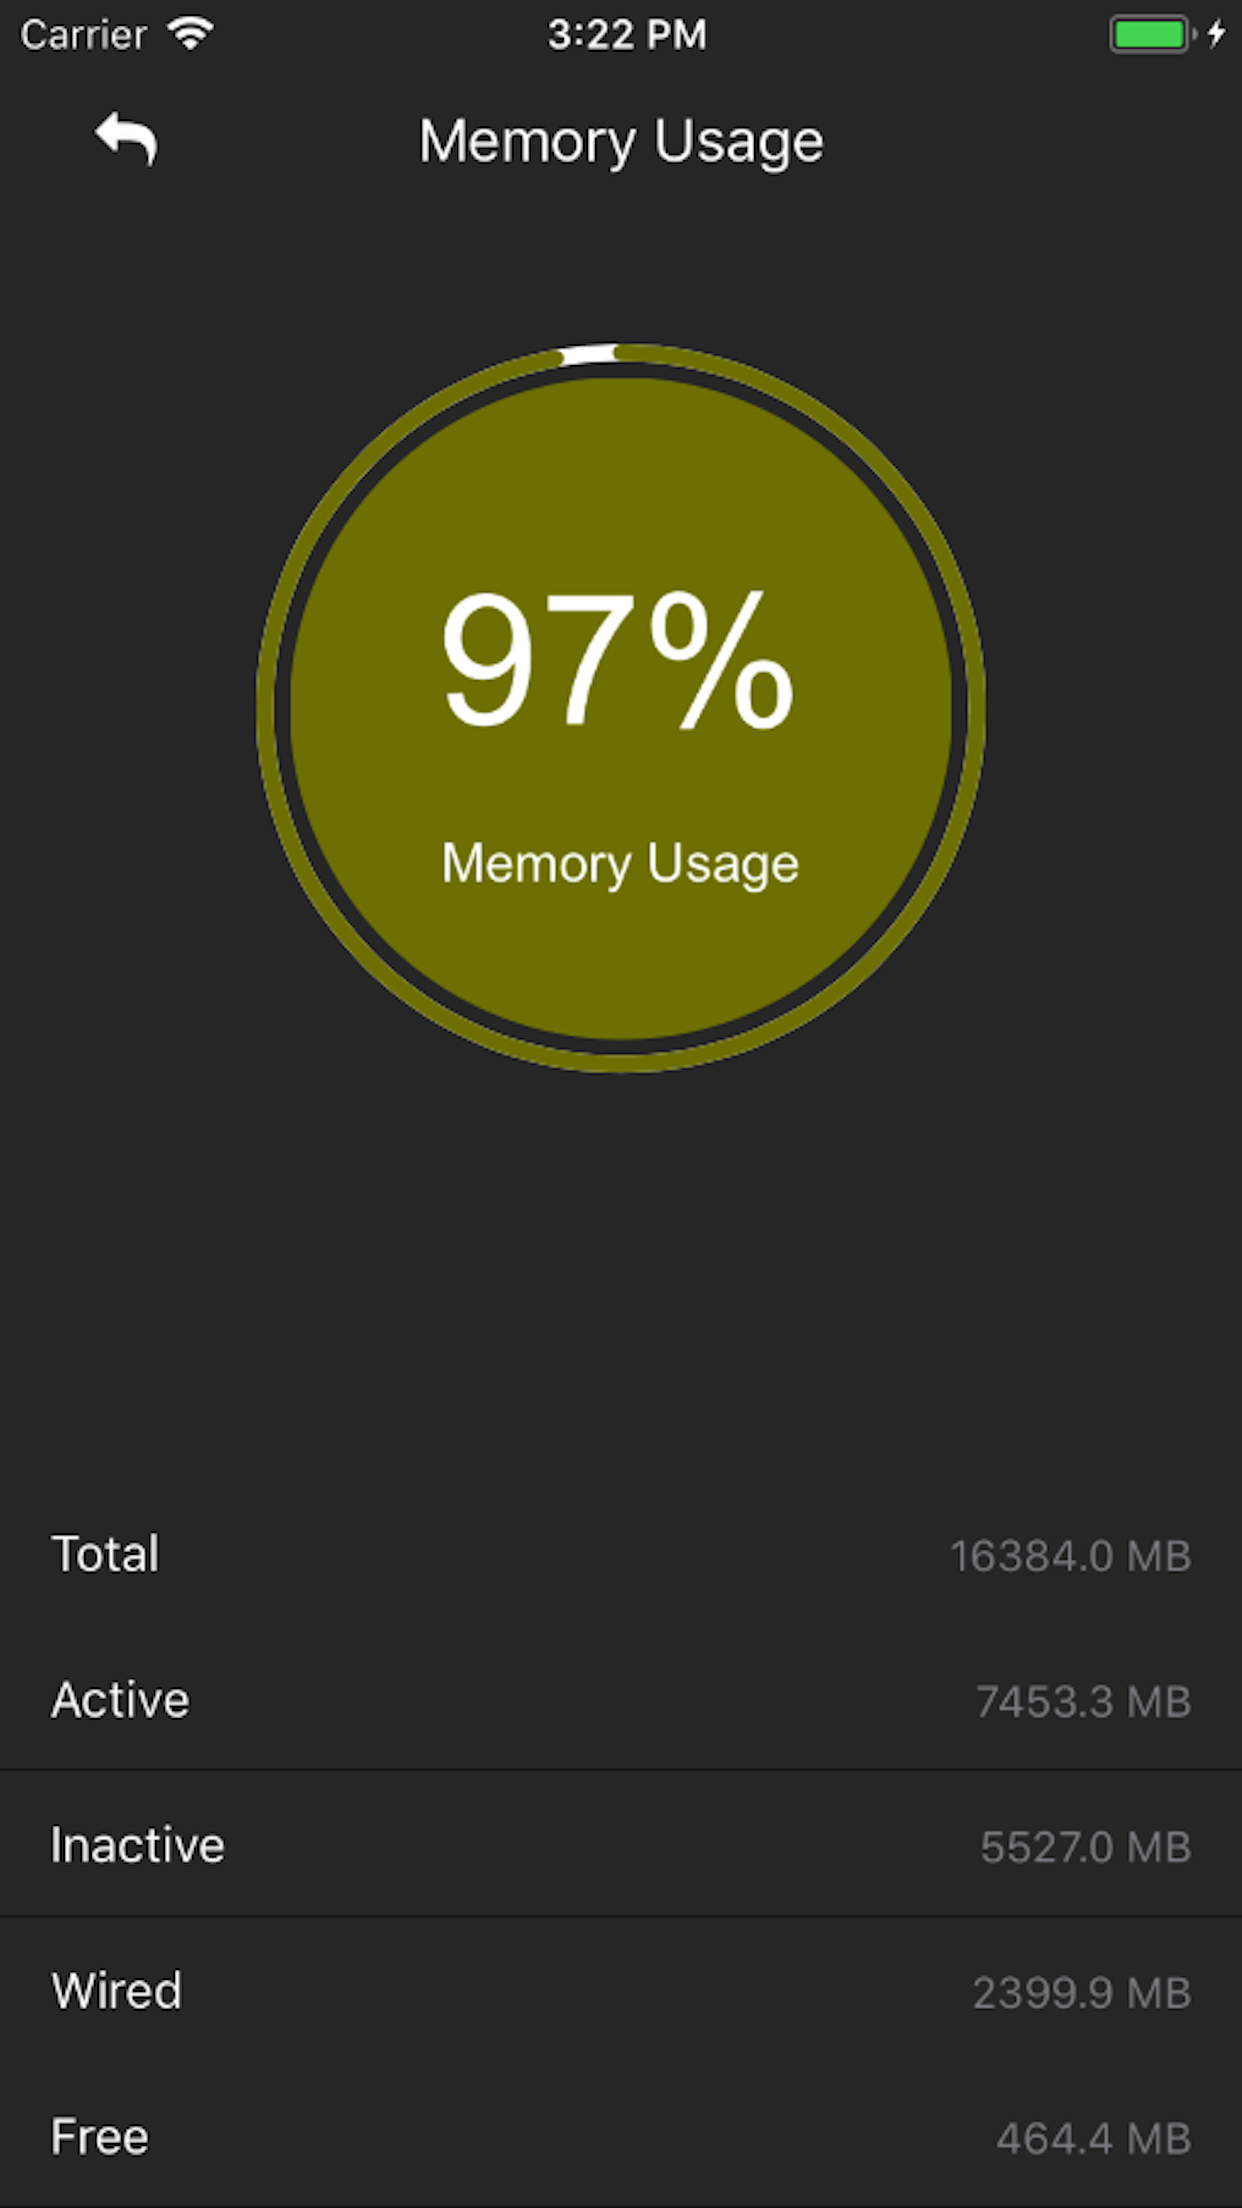 Carrier 3:22 PM
Memory Usage
97%
Memory Usage
Total 16384.0 MB
Active 7453.3 MB
Inactive 5527.0 MB
Wired 2399.9 MB
Free 464.4 MB